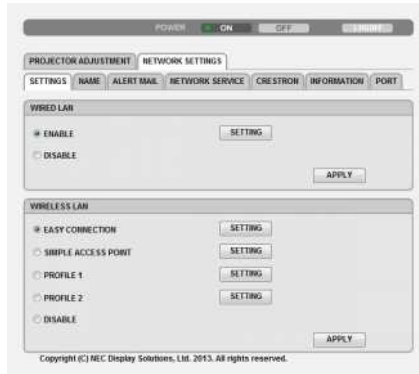 POWER ON OFF LOGOFF
PROJECTOR ADJUSTMENT NETWORK SETTINGS
SETTINGS NAME ALERT MAIL NETWORK SERVICE CRESTRON INFORMATION PORT
WIRED LAN
ENABLE SETTING
DISABLE
APPLY
WIRELESS LAN
EASY CONNECTION SETTING
SIMPLE ACCESS POINT SETTING
PROFILE 1 SETTING
PROFILE 2 SETTING
DISABLE
APPLY
Copyright (C) NEC Display Solutions, Ltd. 2013. All rights reserved.